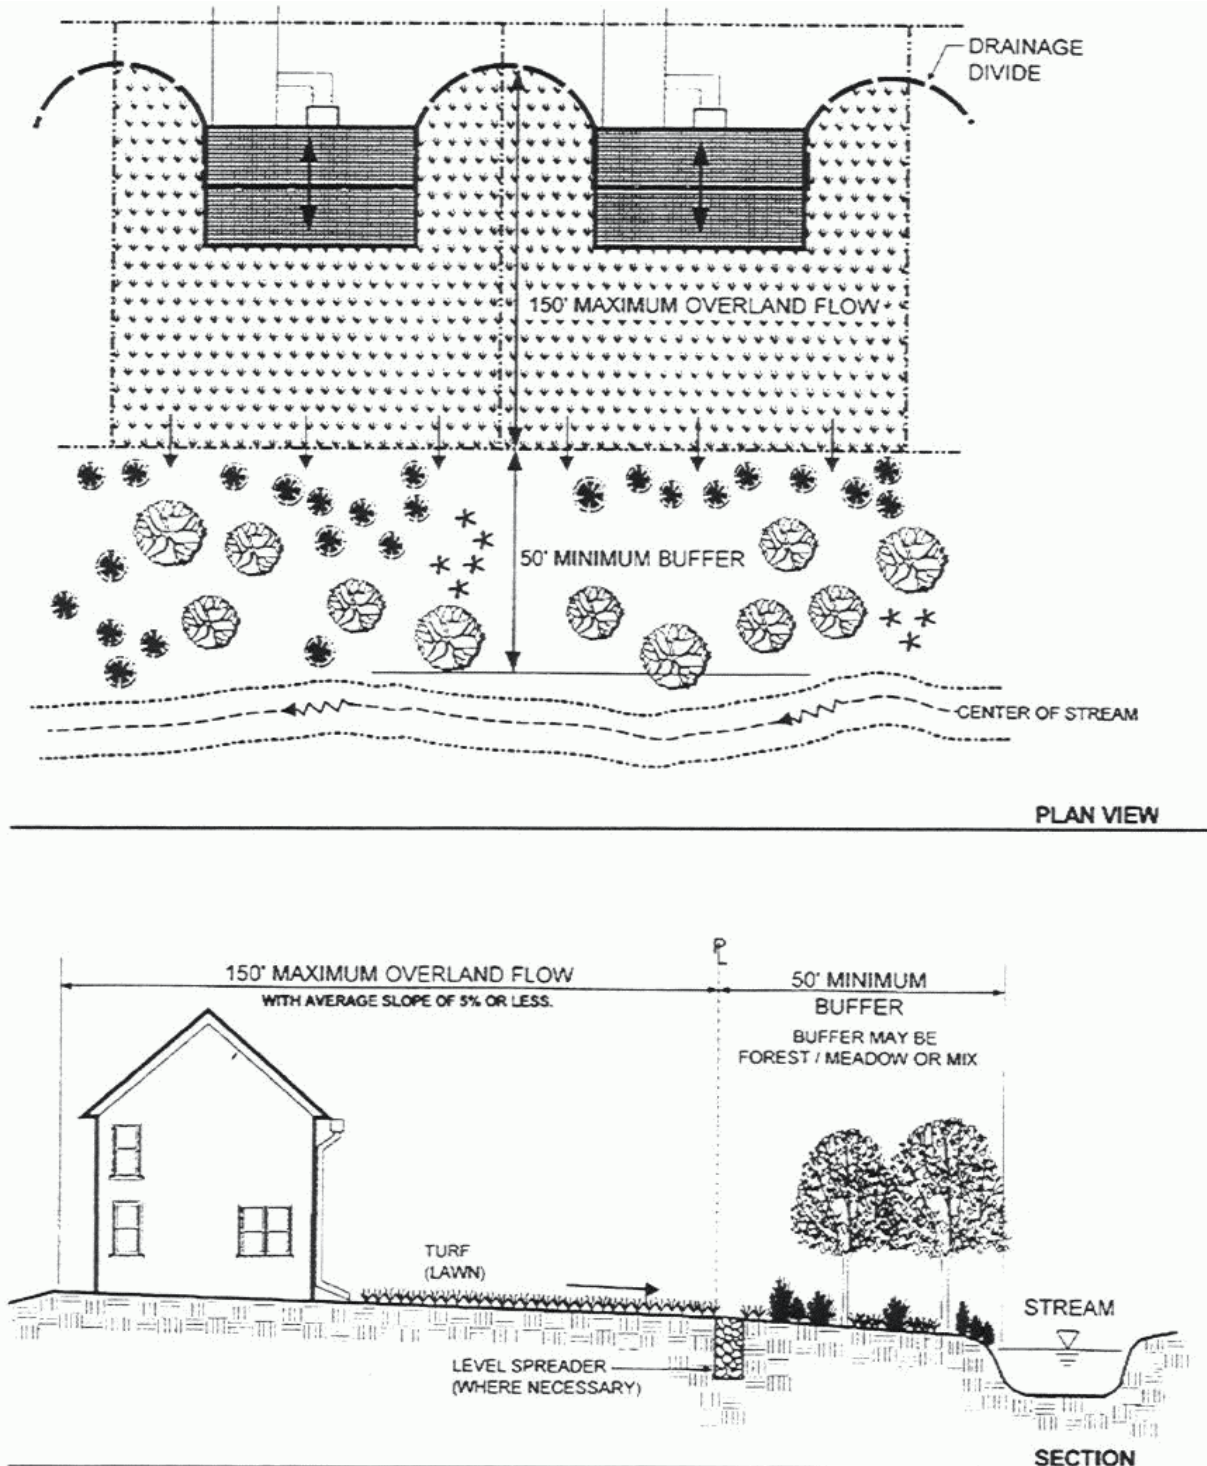 DRAINAGE
DIVIDE
150' MAXIMUM OVERLAND FLOW
50' MINIMUM BUFFER
CENTER OF STREAM
PLAN VIEW
PL
150' MAXIMUM OVERLAND FLOW
WITH AVERAGE SLOPE OF 5% OR LESS.
50' MINIMUM
BUFFER
BUFFER MAY BE
FOREST / MEADOW OR MIX
TURF
(LAWN)
STREAM
LEVEL SPREADER
(WHERE NECESSARY)
SECTION